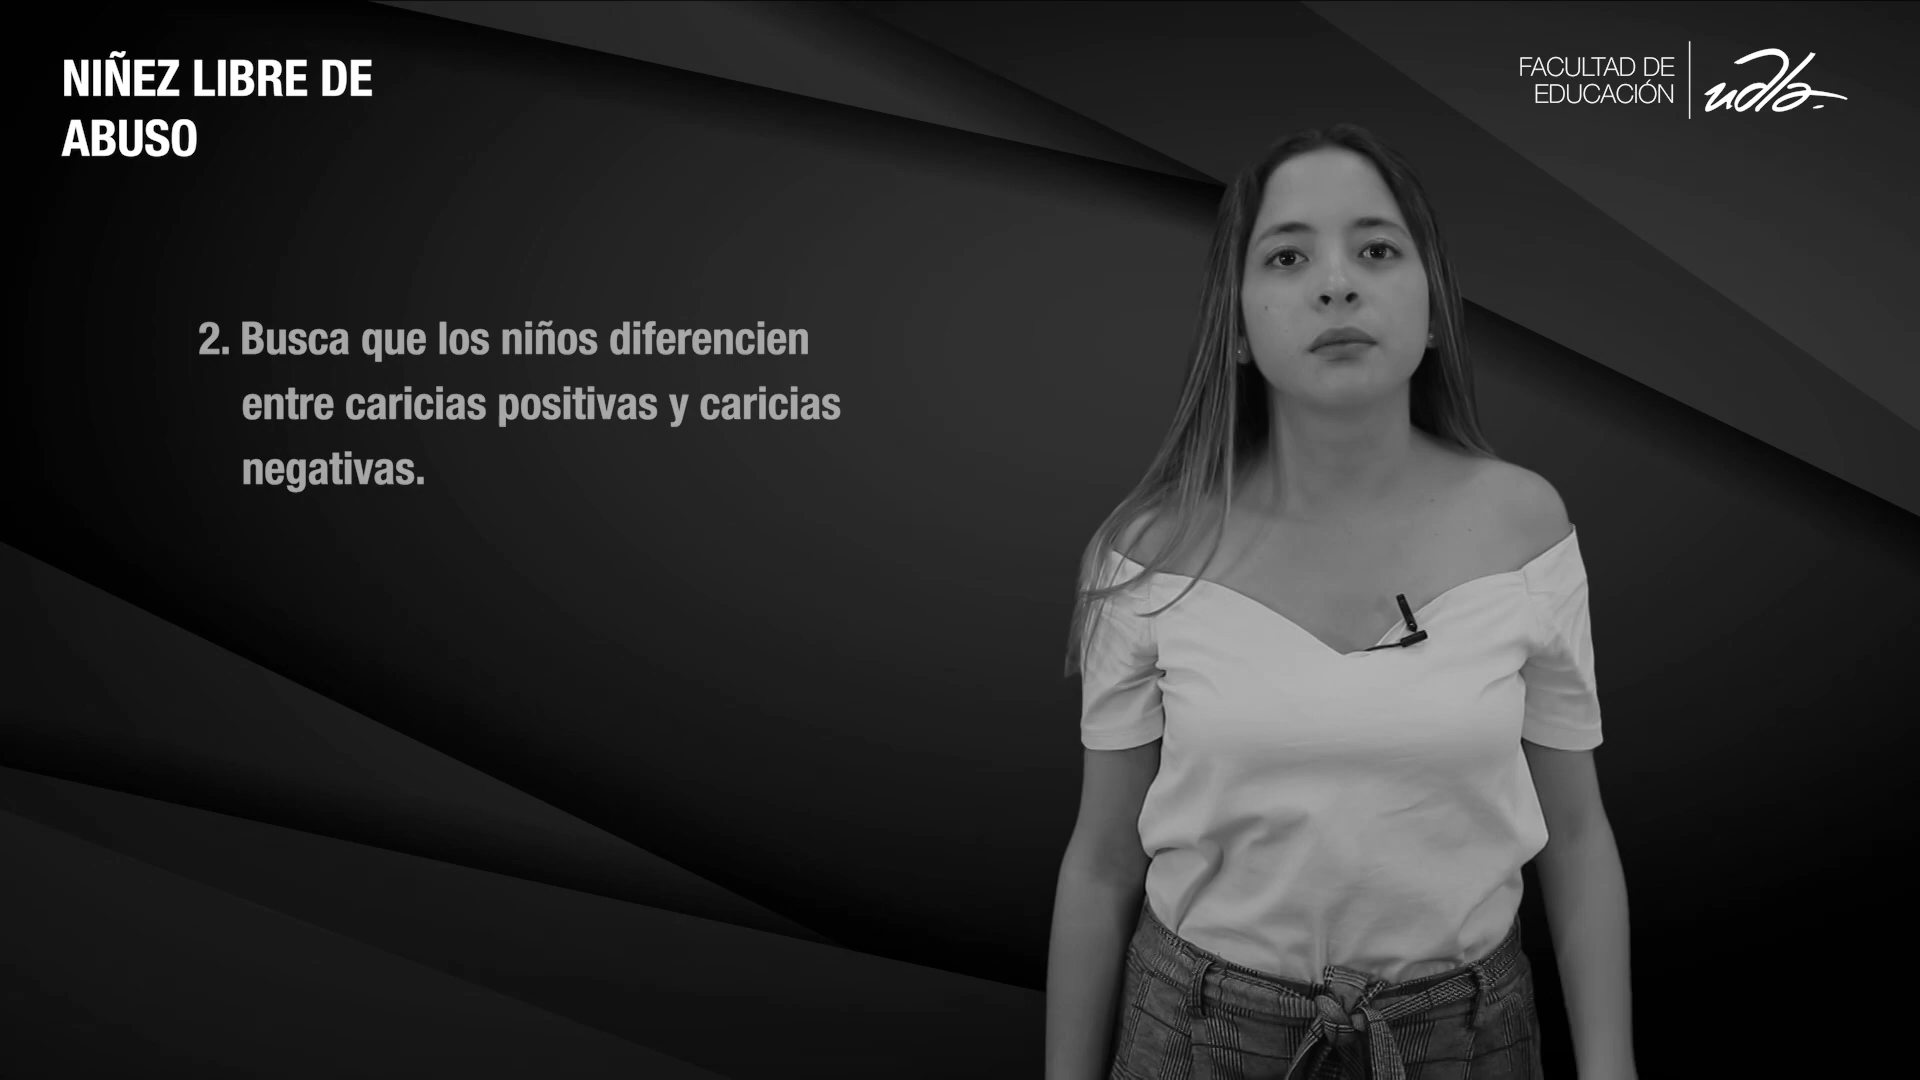 NIÑEZ LIBRE DE
ABUSO
FACULTAD DE
EDUCACIÓN
udla.
2. Busca que los niños diferencien
entre caricias positivas y caricias
negativas.